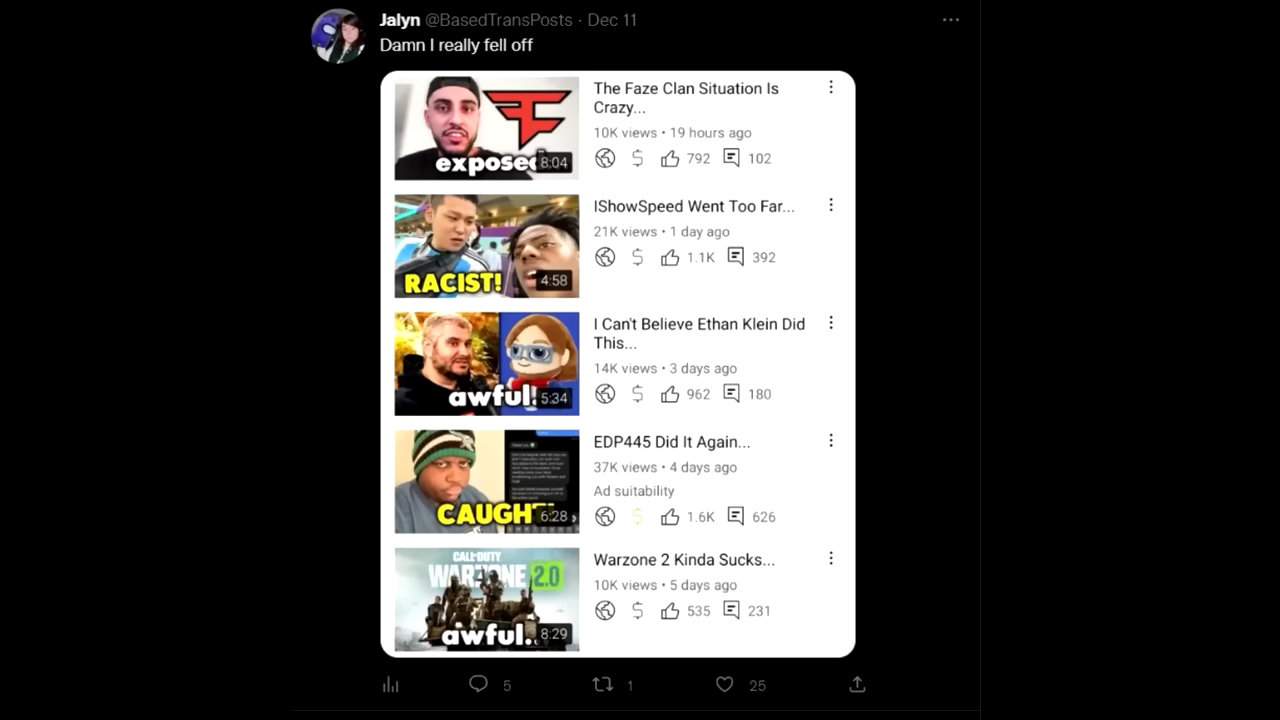 Jalyn @BasedTransPosts · Dec 11
Damn I really fell off
exposed
8:04
The Faze Clan Situation Is
Crazy...
10K views • 19 hours ago
792 102
RACIST!
4:58
IShowSpeed Went Too Far...
21K views • 1 day ago
1.1K 392
awful!
5:34
I Can't Believe Ethan Klein Did
This...
14K views • 3 days ago
962 180
CAUGHT!
6:28
EDP445 Did It Again...
37K views • 4 days ago
Ad suitability
1.6K 626
CALL·DUTY
WARZONE 2.0
awful..
8:29
Warzone 2 Kinda Sucks...
10K views • 5 days ago
535 231
5 1 25